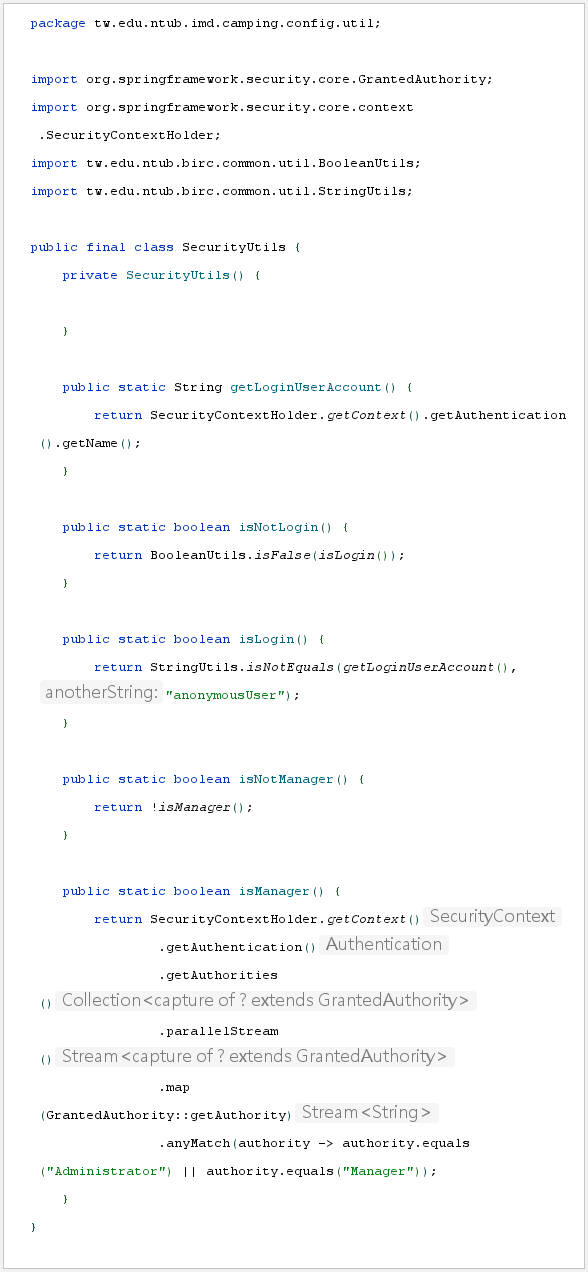 package tw.edu.ntub.imd.camping.config.util;
import org.springframework.security.core.GrantedAuthority;
import org.springframework.security.core.context
.SecurityContextHolder;
import tw.edu.ntub.birc.common.util.BooleanUtils;
import tw.edu.ntub.birc.common.util.StringUtils;
public final class SecurityUtils {
private SecurityUtils() {
}
public static String getLoginUserAccount() {
return SecurityContextHolder.getContext().getAuthentication
().getName();
}
public static boolean isNotLogin() {
return BooleanUtils.isFalse(isLogin());
}
public static boolean isLogin() {
return StringUtils.isNotEquals(getLoginUserAccount(),
anotherString: "anonymousUser");
}
public static boolean isNotManager() {
return !isManager();
}
public static boolean isManager() {
return SecurityContextHolder.getContext() SecurityContext
.getAuthentication() Authentication
.getAuthorities
() Collection<capture of ? extends GrantedAuthority>
.parallelStream
() Stream<capture of ? extends GrantedAuthority>
.map
(GrantedAuthority::getAuthority) Stream<String>
.anyMatch(authority -> authority.equals
("Administrator") || authority.equals("Manager"));
}
}